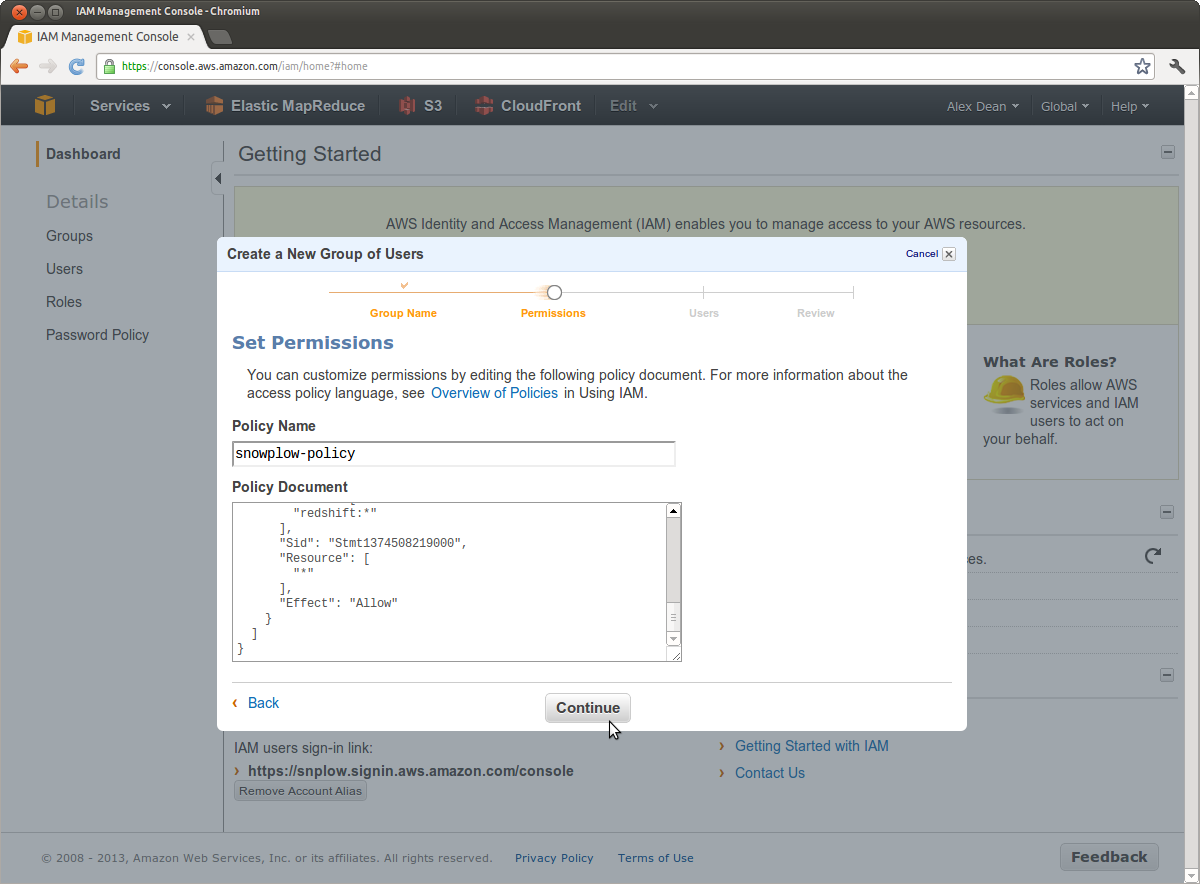 IAM Management Console - Chromium
IAM Management Console
https://console.aws.amazon.com/iam/home?#home
Services Elastic MapReduce S3 CloudFront Edit Alex Dean Global Help
Dashboard
Details
Groups
Users
Roles
Password Policy
Getting Started
AWS Identity and Access Management (IAM) enables you to manage access to your AWS resources.
Create a New Group of Users
Cancel
Group Name Permissions Users Review
Set Permissions
You can customize permissions by editing the following policy document. For more information about the
access policy language, see Overview of Policies in Using IAM.
Policy Name
snowplow-policy
Policy Document
"redshift:*"
],
"Sid": "Stmt1374508219000",
"Resource": [
"*"
],
"Effect": "Allow"
}
]
}
‹ Back
Continue
What Are Roles?
Roles allow AWS
services and IAM
users to act on
your behalf.
es.
IAM users sign-in link:
› https://snplow.signin.aws.amazon.com/console
Remove Account Alias
› Getting Started with IAM
› Contact Us
© 2008 - 2013, Amazon Web Services, Inc. or its affiliates. All rights reserved. Privacy Policy Terms of Use
Feedback